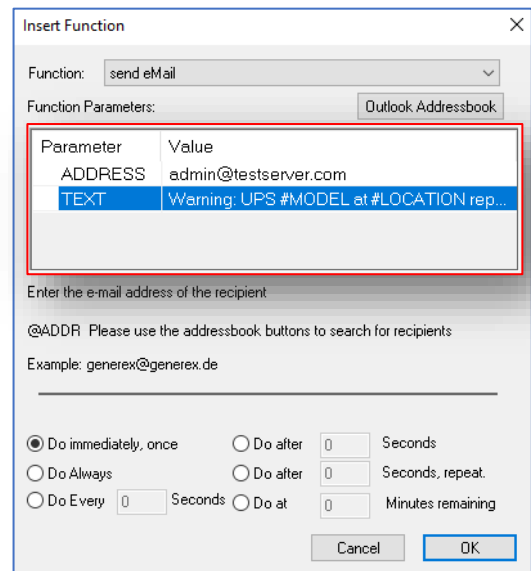 Insert Function
Function: send eMail
Function Parameters: Outlook Addressbook
Parameter Value
ADDRESS admin@testserver.com
TEXT Warning: UPS #MODEL at #LOCATION rep...
Enter the e-mail address of the recipient
@ADDR Please use the addressbook buttons to search for recipients
Example: generex@generex.de
Do immediately, once Do after 0 Seconds
Do Always Do after 0 Seconds, repeat.
Do Every 0 Seconds Do at 0 Minutes remaining
Cancel OK